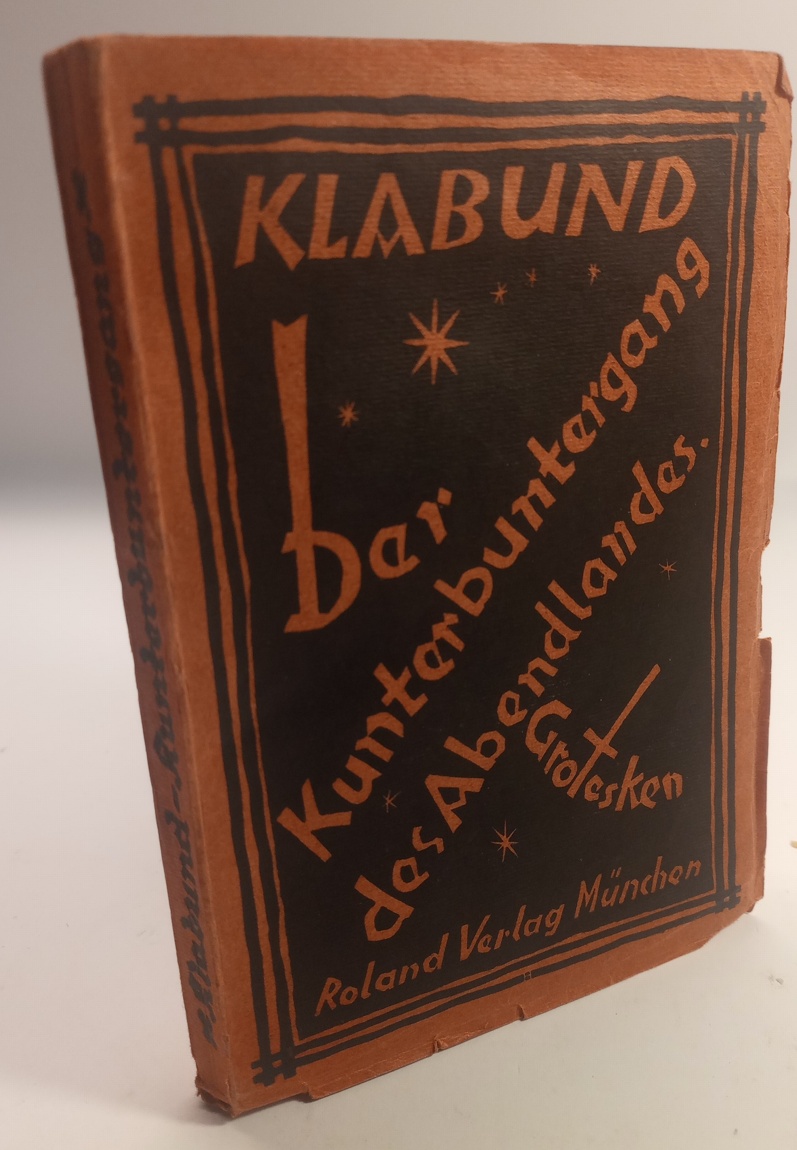 KLABUND
Der
Kunterbuntergang
des Abendlandes.
Grotesken
Roland Verlag München
Klabund—Kunterbuntergang